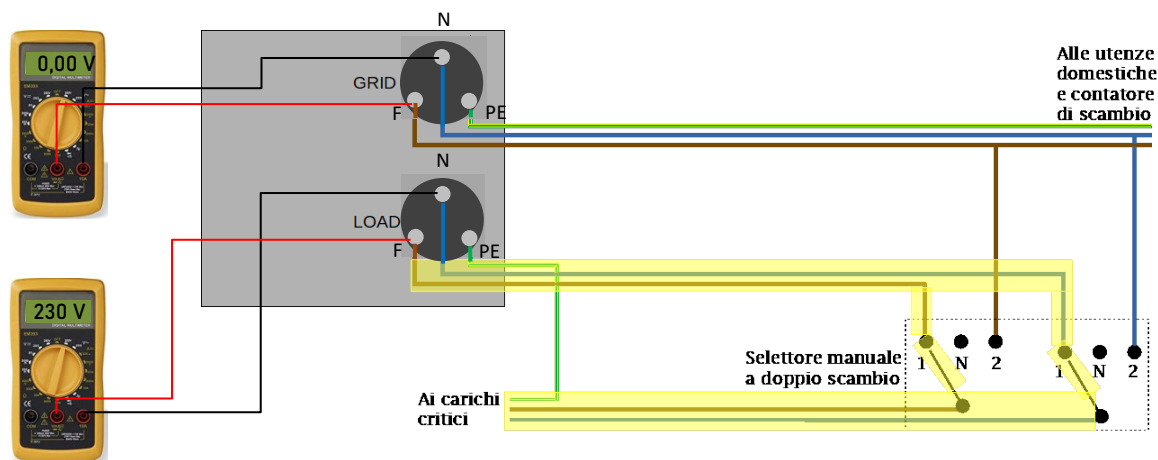 N
0,00 V
GRID
F
PE
Alle utenze
domestiche
e contatore
di scambio
N
LOAD
F
PE
230 V
Selettore manuale
a doppio scambio
1
N
2
1
N
2
Ai carichi
critici